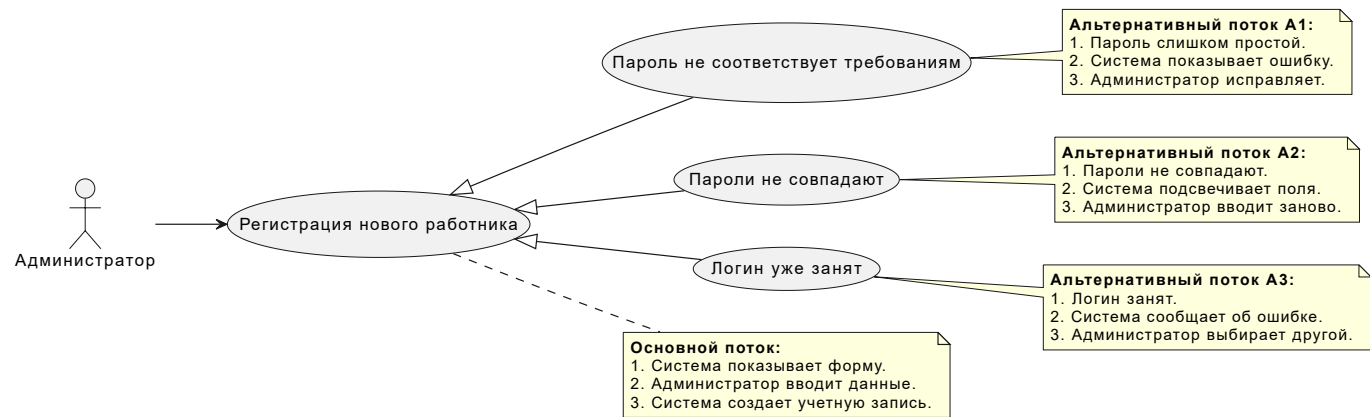 Альтернативный поток A1:
1. Пароль слишком простой.
2. Система показывает ошибку.
3. Администратор исправляет.
Пароль не соответствует требованиям
Альтернативный поток A2:
1. Пароли не совпадают.
2. Система подсвечивает поля.
3. Администратор вводит заново.
Пароли не совпадают
Регистрация нового работника
Администратор
Логин уже занят
Альтернативный поток A3:
1. Логин занят.
2. Система сообщает об ошибке.
3. Администратор выбирает другой.
Основной поток:
1. Система показывает форму.
2. Администратор вводит данные.
3. Система создает учетную запись.